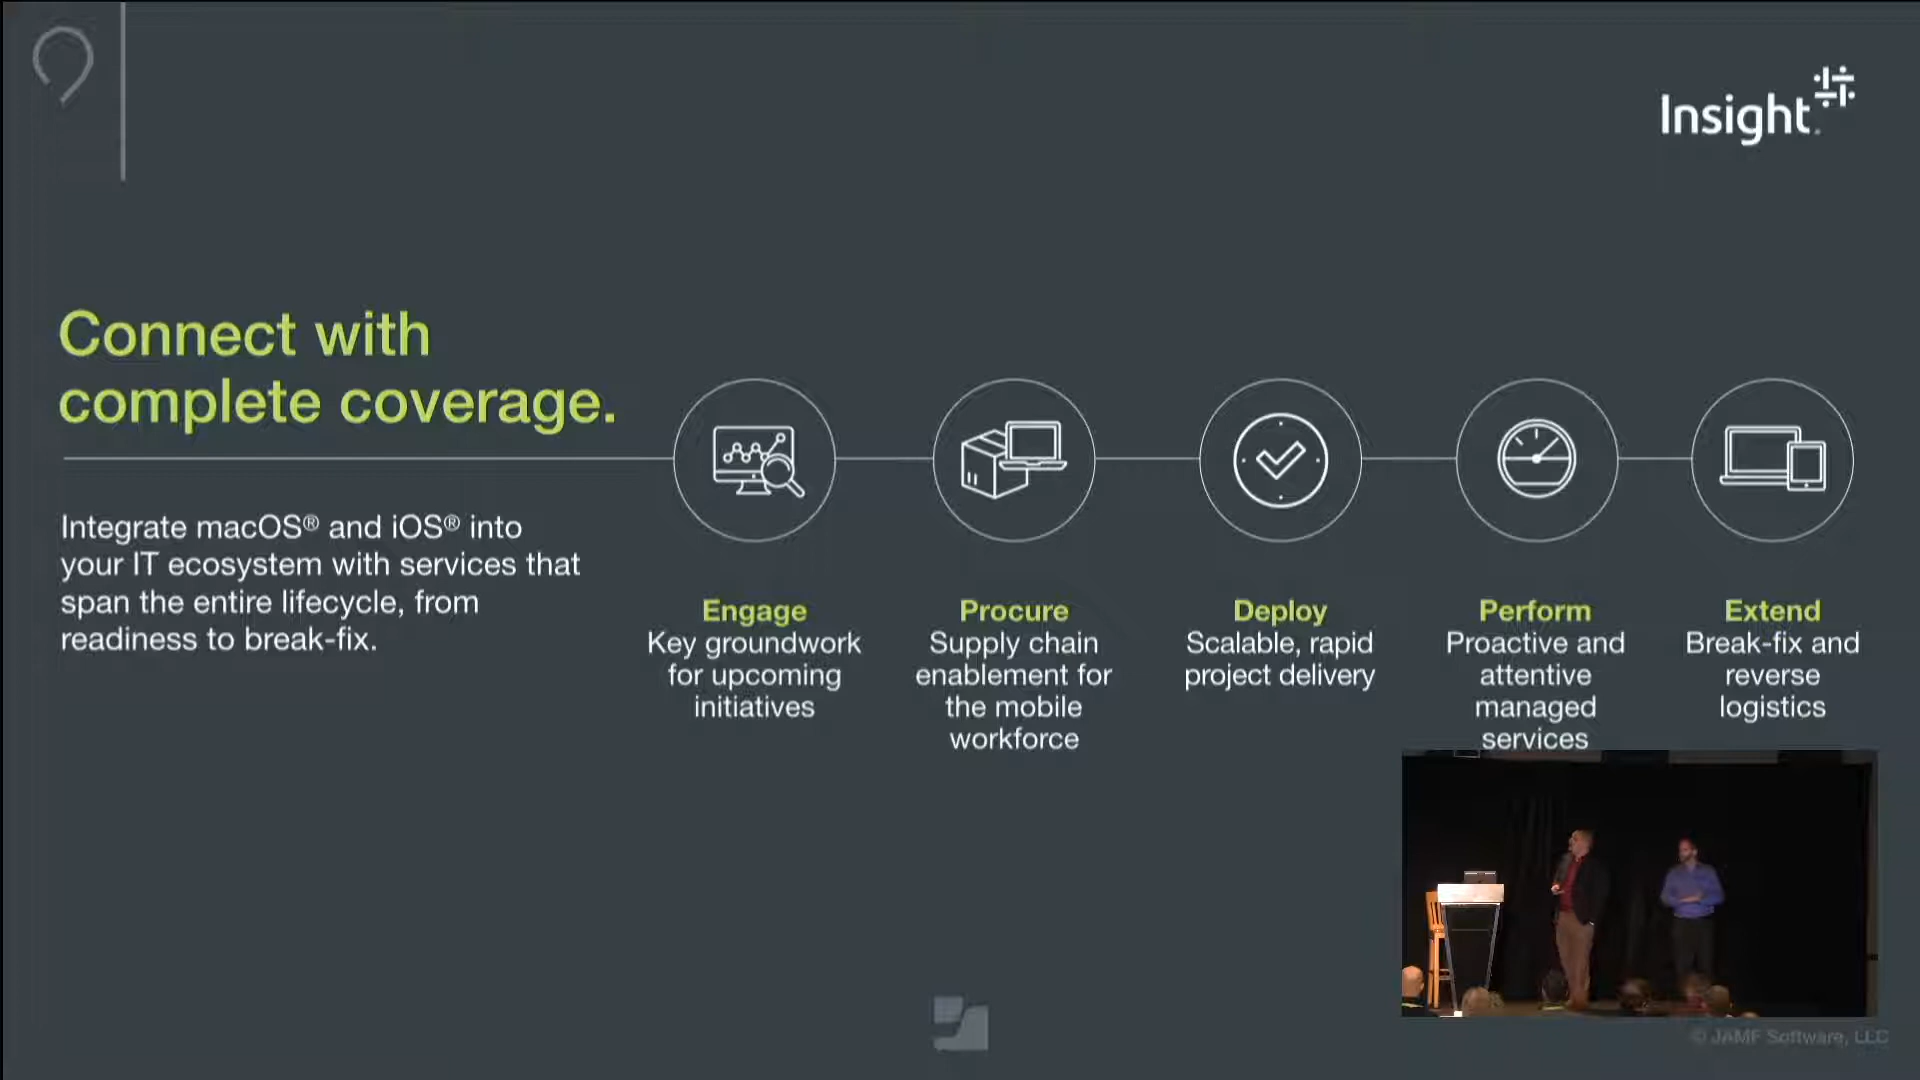 Insight
Connect with
complete coverage.
Integrate macOS® and iOS® into
your IT ecosystem with services that
span the entire lifecycle, from
readiness to break-fix.
Engage
Key groundwork
for upcoming
initiatives
Procure
Supply chain
enablement for
the mobile
workforce
Deploy
Scalable, rapid
project delivery
Perform
Proactive and
attentive
managed
services
Extend
Break-fix and
reverse
logistics
© JAMF Software, LLC